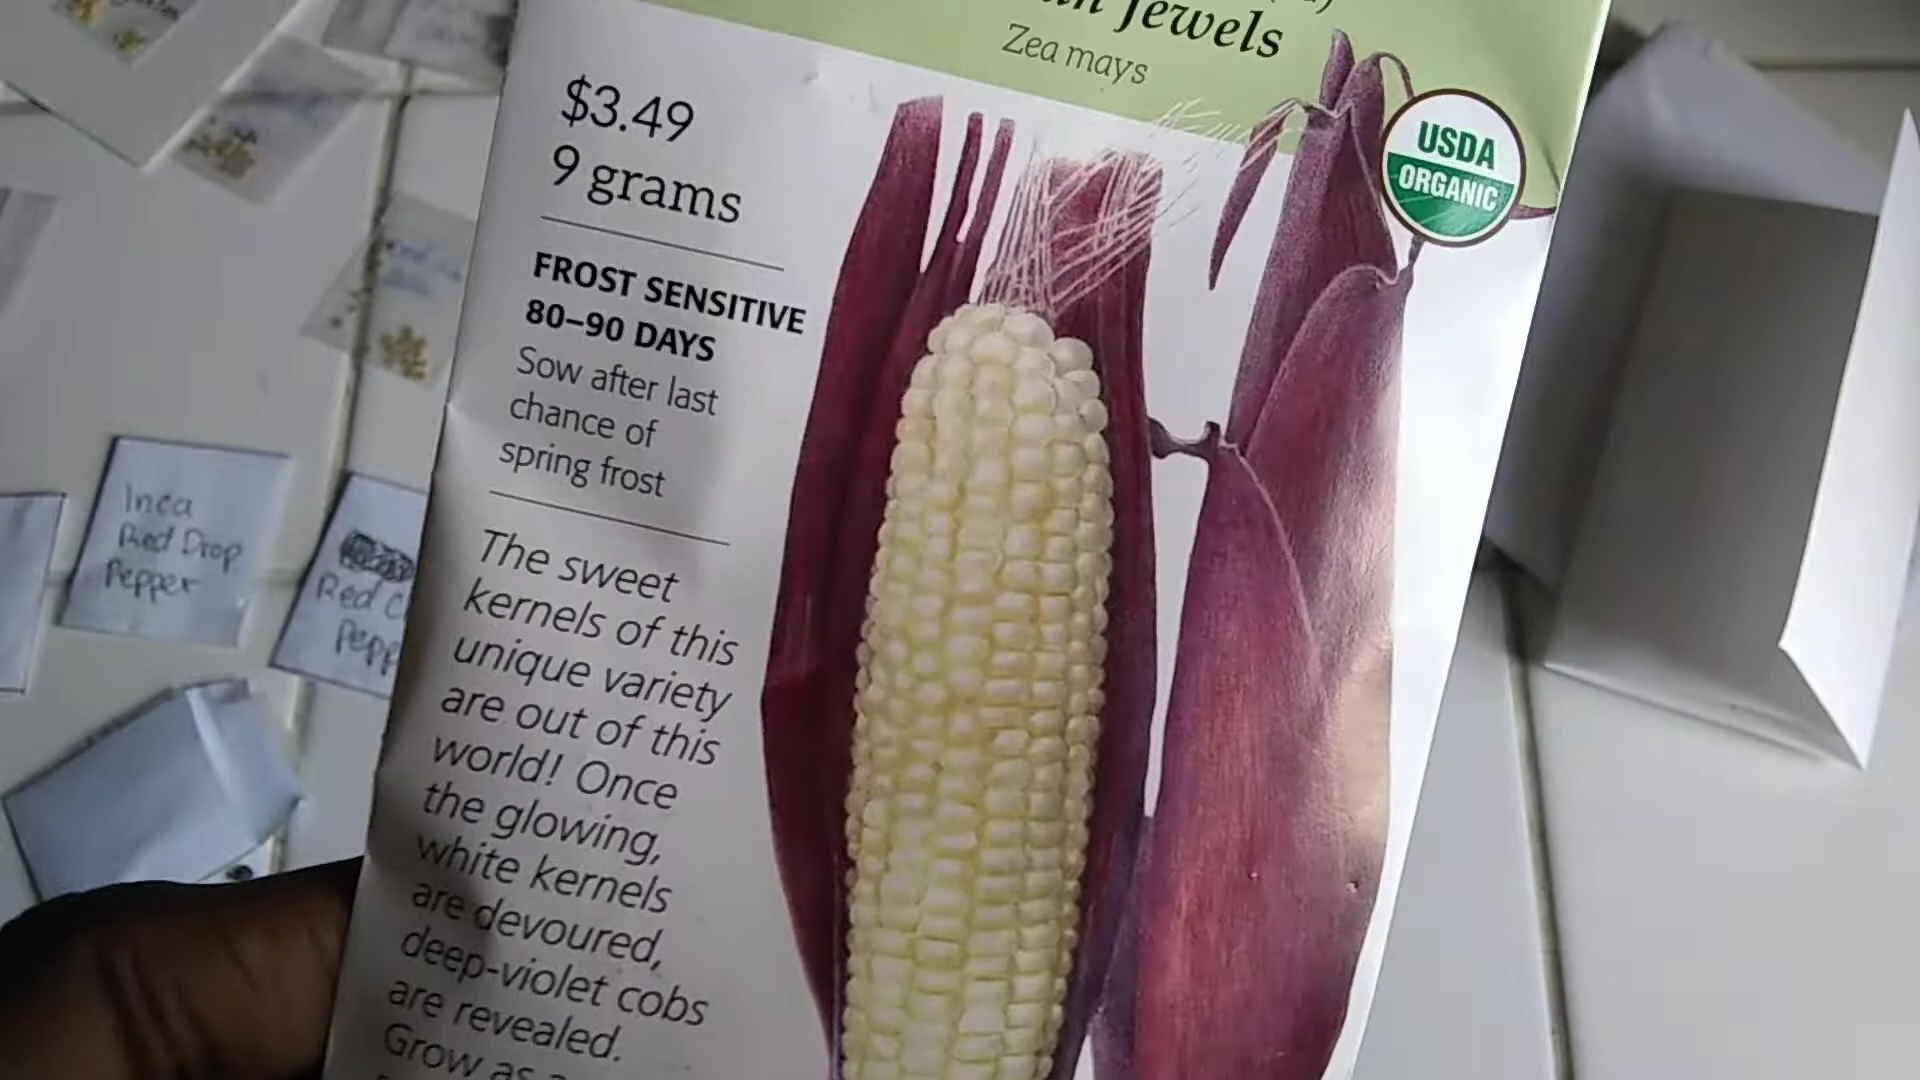 Jewels
Zea mays
USDA
ORGANIC
$3.49
9 grams
FROST SENSITIVE
80–90 DAYS
Sow after last
chance of
spring frost
The sweet
kernels of this
unique variety
are out of this
world! Once
the glowing,
white kernels
are devoured,
deep-violet cobs
are revealed.
Grow as a
Inca
Red Drop
Pepper
Red